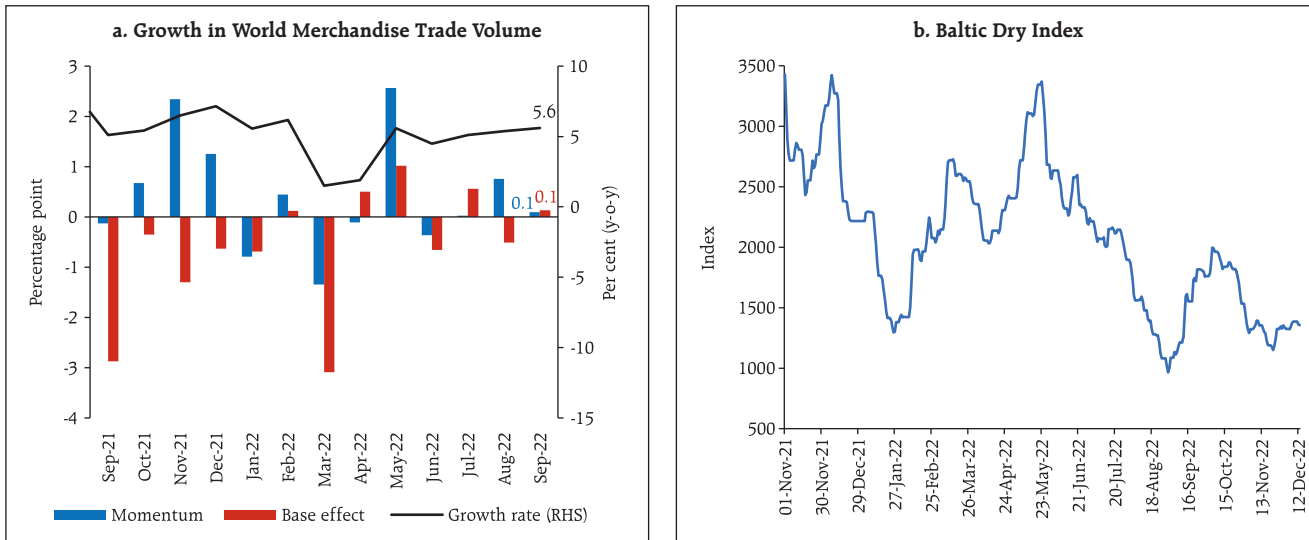 a. Growth in World Merchandise Trade Volume
3
2
1
0
-1
-2
-3
-4
Percentage point
10
5
0
-5
-10
-15
Per cent (y-o-y)
5.6
0.1
0.1
Sep-21
Oct-21
Nov-21
Dec-21
Jan-22
Feb-22
Mar-22
Apr-22
May-22
Jun-22
Jul-22
Aug-22
Sep-22
Momentum
Base effect
Growth rate (RHS)
b. Baltic Dry Index
3500
3000
2500
2000
1500
1000
500
Index
01-Nov-21
30-Nov-21
29-Dec-21
27-Jan-22
25-Feb-22
26-Mar-22
24-Apr-22
23-May-22
21-Jun-22
20-Jul-22
18-Aug-22
16-Sep-22
15-Oct-22
13-Nov-22
12-Dec-22